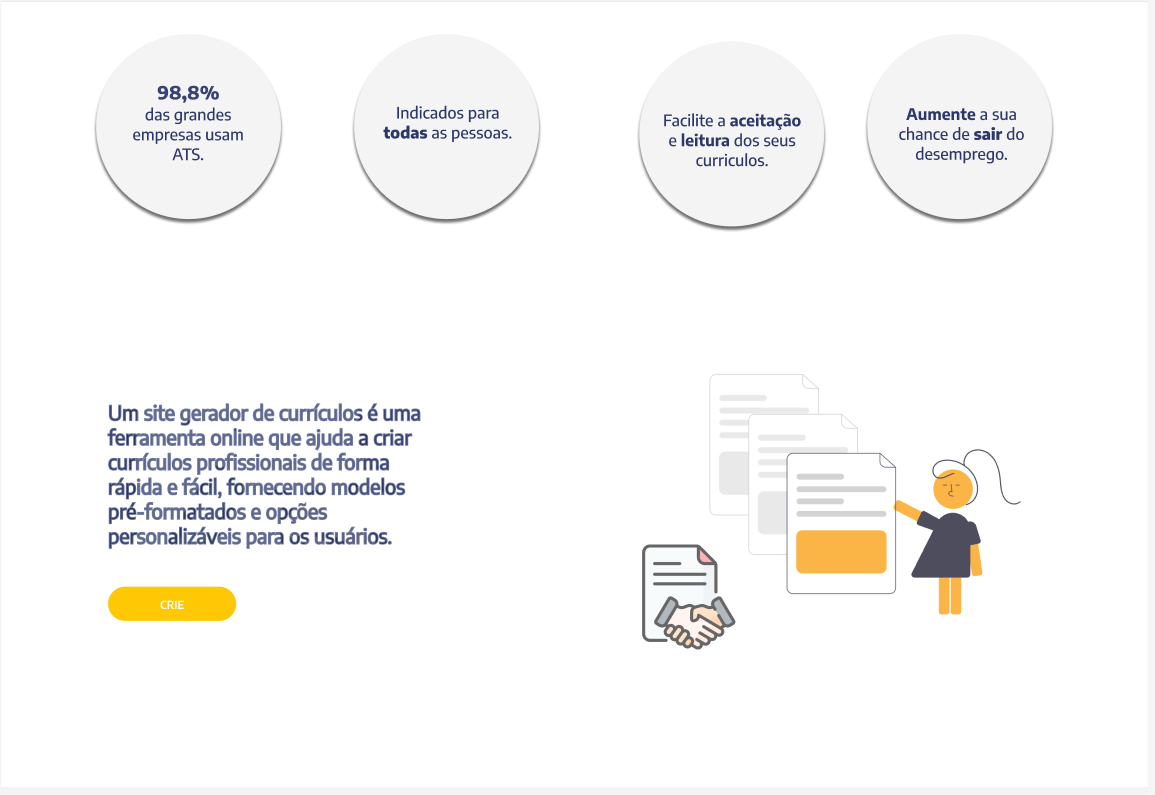 98,8%
das grandes
empresas usam
ATS.
Indicados para
todas as pessoas.
Facilite a aceitação
e leitura dos seus
curriculos.
Aumente a sua
chance de sair do
desemprego.
Um site gerador de currículos é uma
ferramenta online que ajuda a criar
currículos profissionais de forma
rápida e fácil, fornecendo modelos
pré-formatados e opções
personalizáveis para os usuários.
CRIE